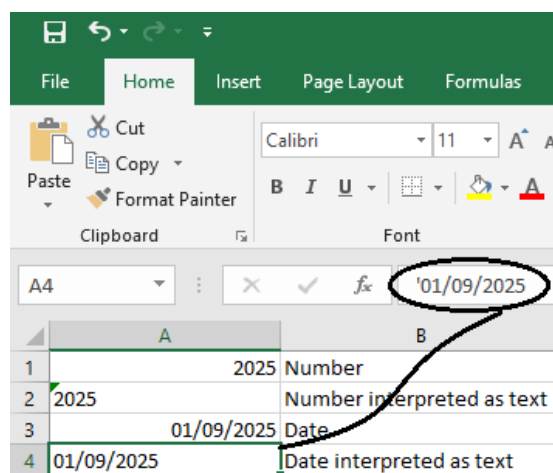 File Home Insert Page Layout Formulas
Cut
Copy
Paste
Format Painter
Calibri 11 A A
B I U A
Clipboard Font
A4 fx '01/09/2025
A B
1 2025 Number
2 2025 Number interpreted as text
3 01/09/2025 Date
4 01/09/2025 Date interpreted as text